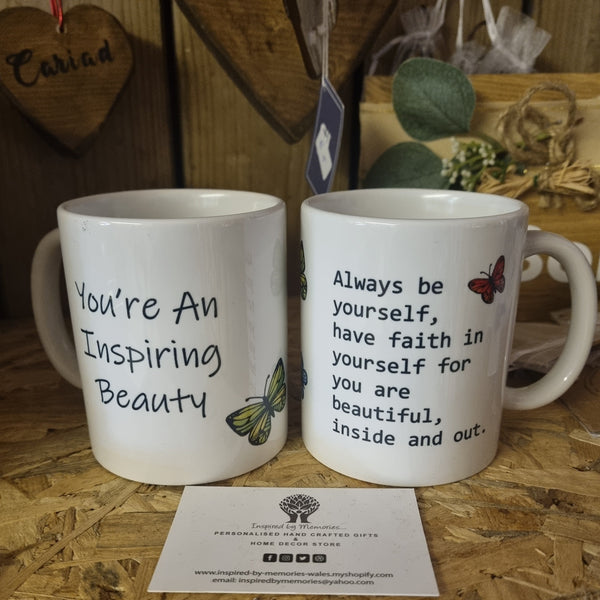 Cariad
You're An
Inspiring
Beauty
Always be
yourself,
have faith in
yourself for
you are
beautiful,
inside and out.
Inspired by Memories...
PERSONALISED HAND CRAFTED GIFTS
&
HOME DECOR STORE
www.inspired-by-memories-wales.myshopify.com
email: inspiredbymemories@yahoo.com